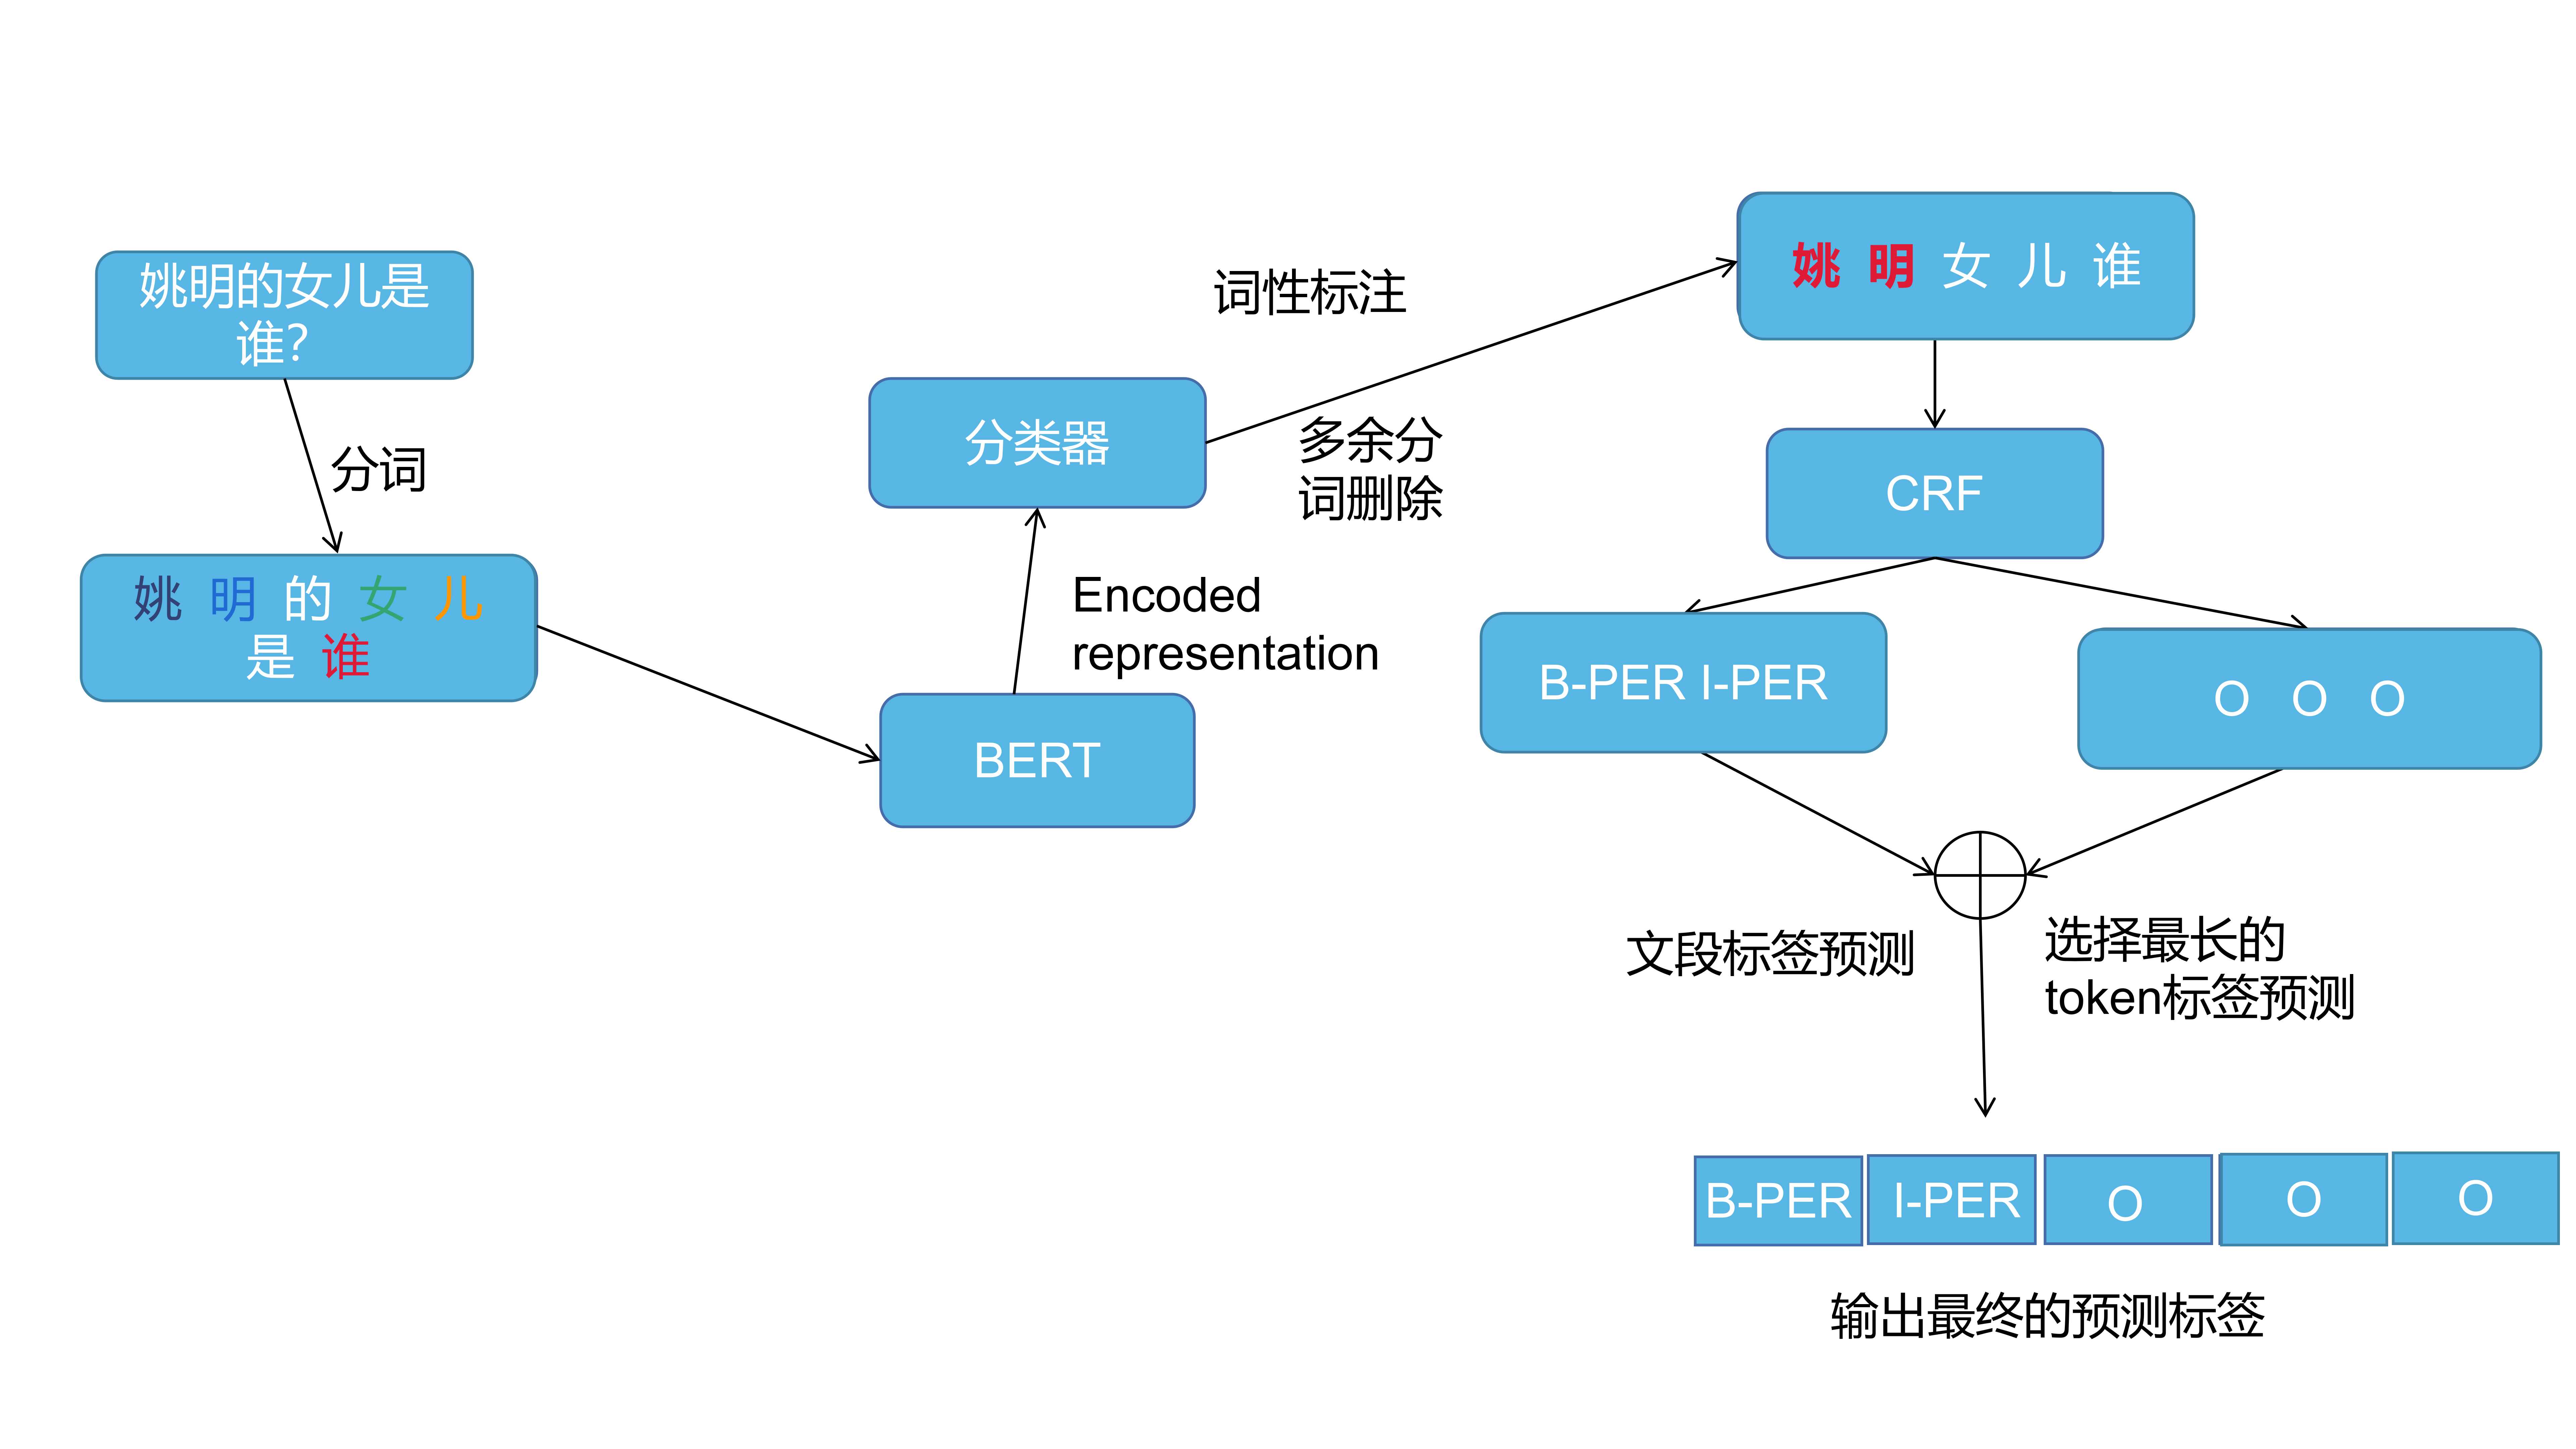 姚明的女儿是
谁?
分词
姚 明 的 女 儿
是 谁
BERT
Encoded
representation
分类器
词性标注
多余分
词删除
姚 明 女 儿 谁
CRF
B-PER I-PER
O O O
文段标签预测
选择最长的
token标签预测
B-PER I-PER O O O
输出最终的预测标签